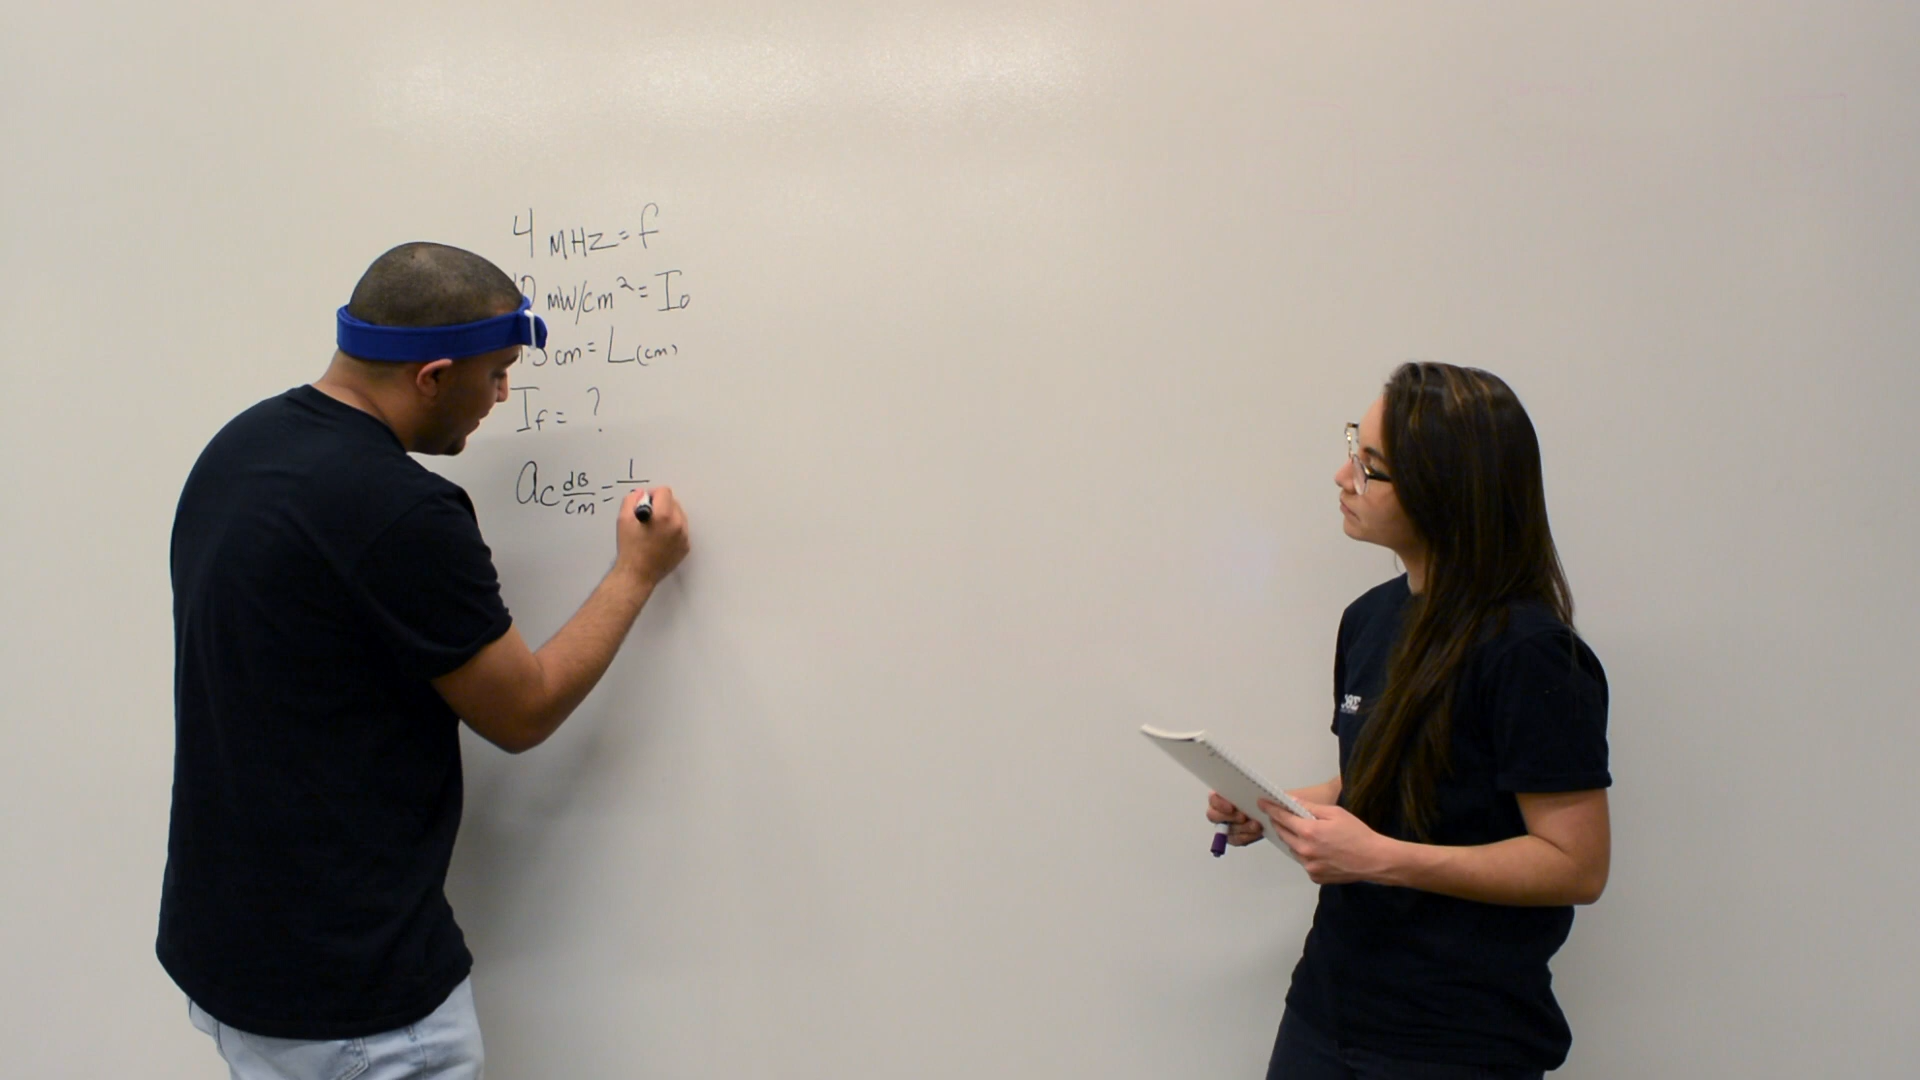 4 MHz = f
mW/cm² = I₀
cm = L(cm)
If = ?
ac dB/cm = 1